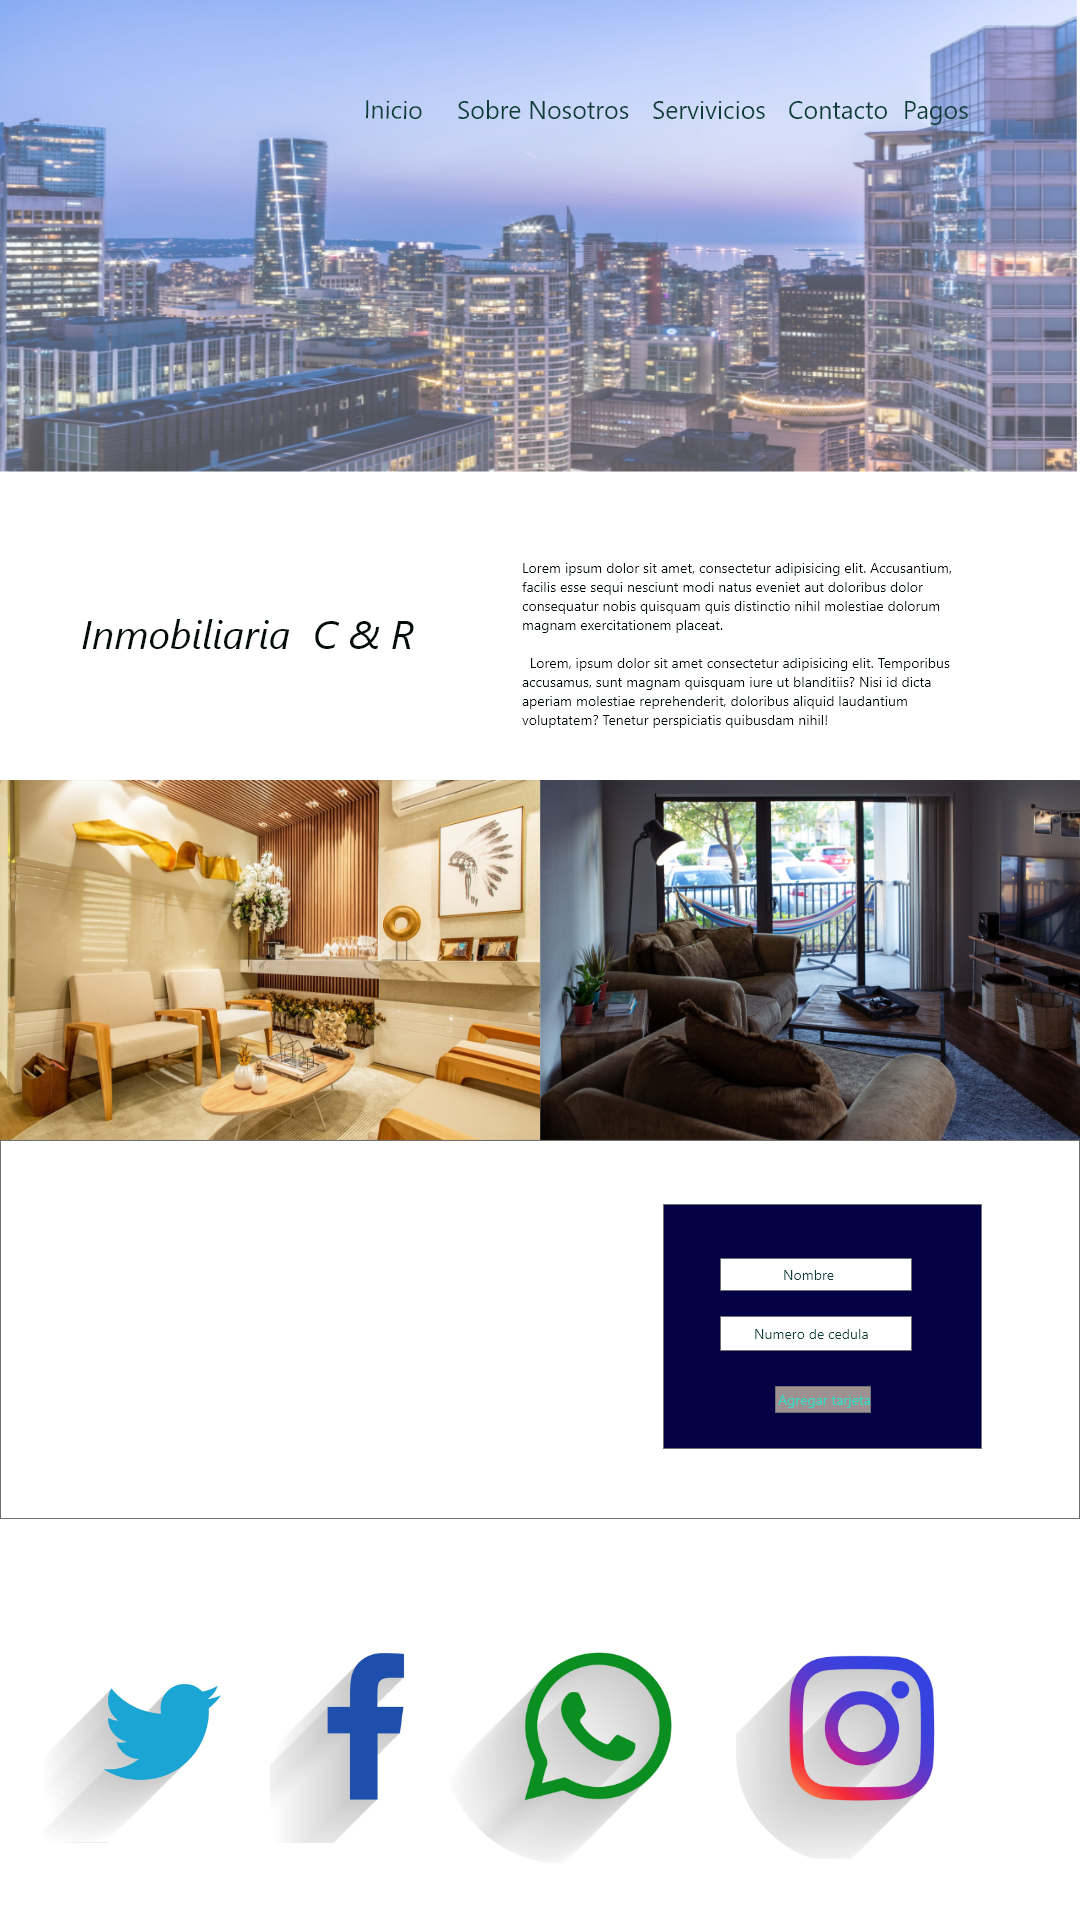 Inicio Sobre Nosotros Servivicios Contacto Pagos
Inmobiliaria C & R
Lorem ipsum dolor sit amet, consectetur adipisicing elit. Accusantium,
facilis esse sequi nesciunt modi natus eveniet aut doloribus dolor
consequatur nobis quisquam quis distinctio nihil molestiae dolorum
magnam exercitationem placeat.
Lorem, ipsum dolor sit amet consectetur adipisicing elit. Temporibus
accusamus, sunt magnam quisquam iure ut blanditiis? Nisi id dicta
aperiam molestiae reprehenderit, doloribus aliquid laudantium
voluptatem? Tenetur perspiciatis quibusdam nihil!
Nombre
Numero de cedula
Agregar tarjeta